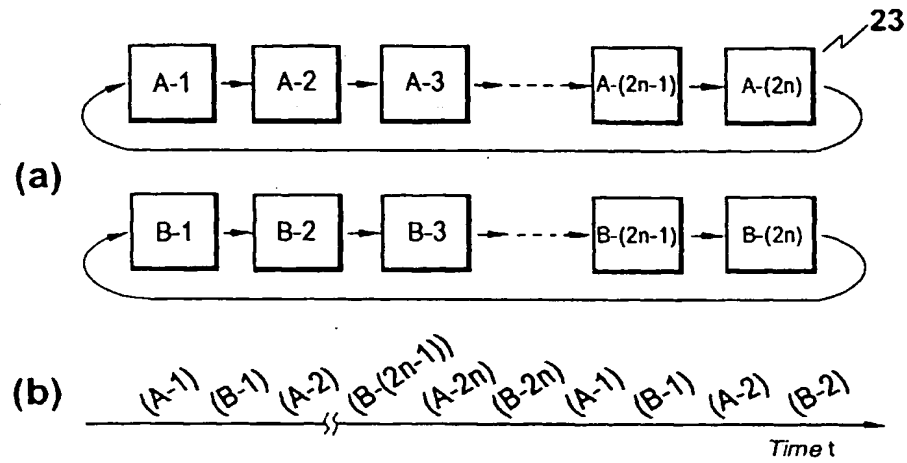 23
A-1 A-2 A-3 A-(2n-1) A-(2n)
(a)
B-1 B-2 B-3 B-(2n-1) B-(2n)
(b) (A-1) (B-1) (A-2) (B-(2n-1)) (A-2n) (B-2n) (A-1) (B-1) (A-2) (B-2)
Time t